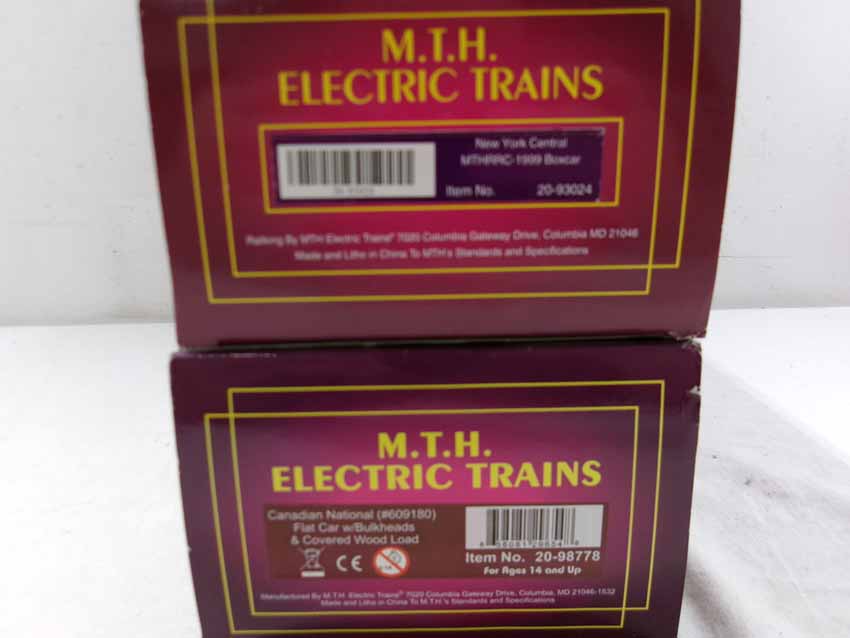 M.T.H.
ELECTRIC TRAINS
New York Central
MTHRRC-1999 Boxcar
Item No. 20-93024
Railking By MTH Electric Trains® 7020 Columbia Gateway Drive, Columbia MD 21046
Made and Litho in China To MTH's Standards and Specifications
M.T.H.
ELECTRIC TRAINS
Canadian National (#609180)
Flat Car w/Bulkheads
& Covered Wood Load
CE
Item No. 20-98778
For Ages 14 and Up
Manufactured By M.T.H. Electric Trains® 7020 Columbia Gateway Drive, Columbia, MD 21046-1532
Made and Litho in China To M.T.H.'s Standards and Specifications